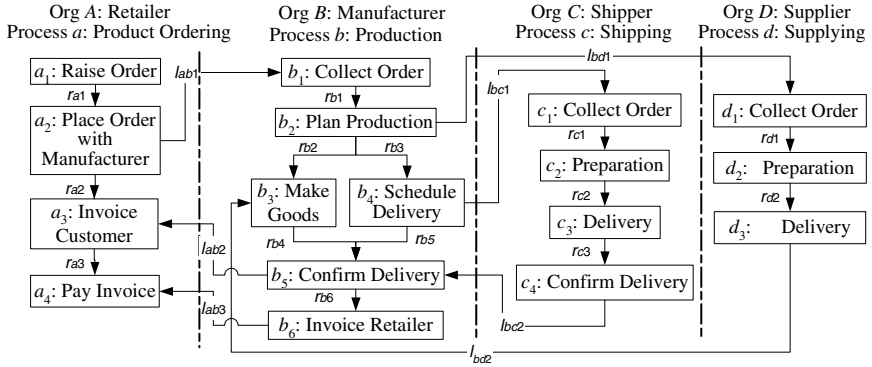 Org A: Retailer
Process a: Product Ordering
Org B: Manufacturer
Process b: Production
Org C: Shipper
Process c: Shipping
Org D: Supplier
Process d: Supplying
a1: Raise Order
ra1
a2: Place Order
with
Manufacturer
ra2
a3: Invoice
Customer
ra3
a4: Pay Invoice
lab1
lab2
lab3
b1: Collect Order
rb1
b2: Plan Production
rb2
rb3
b3: Make
Goods
b4: Schedule
Delivery
rb4
rb5
b5: Confirm Delivery
rb6
b6: Invoice Retailer
lbc1
lbd1
c1: Collect Order
rc1
c2: Preparation
rc2
c3: Delivery
rc3
c4: Confirm Delivery
lbc2
d1: Collect Order
rd1
d2: Preparation
rd2
d3: Delivery
lbd2